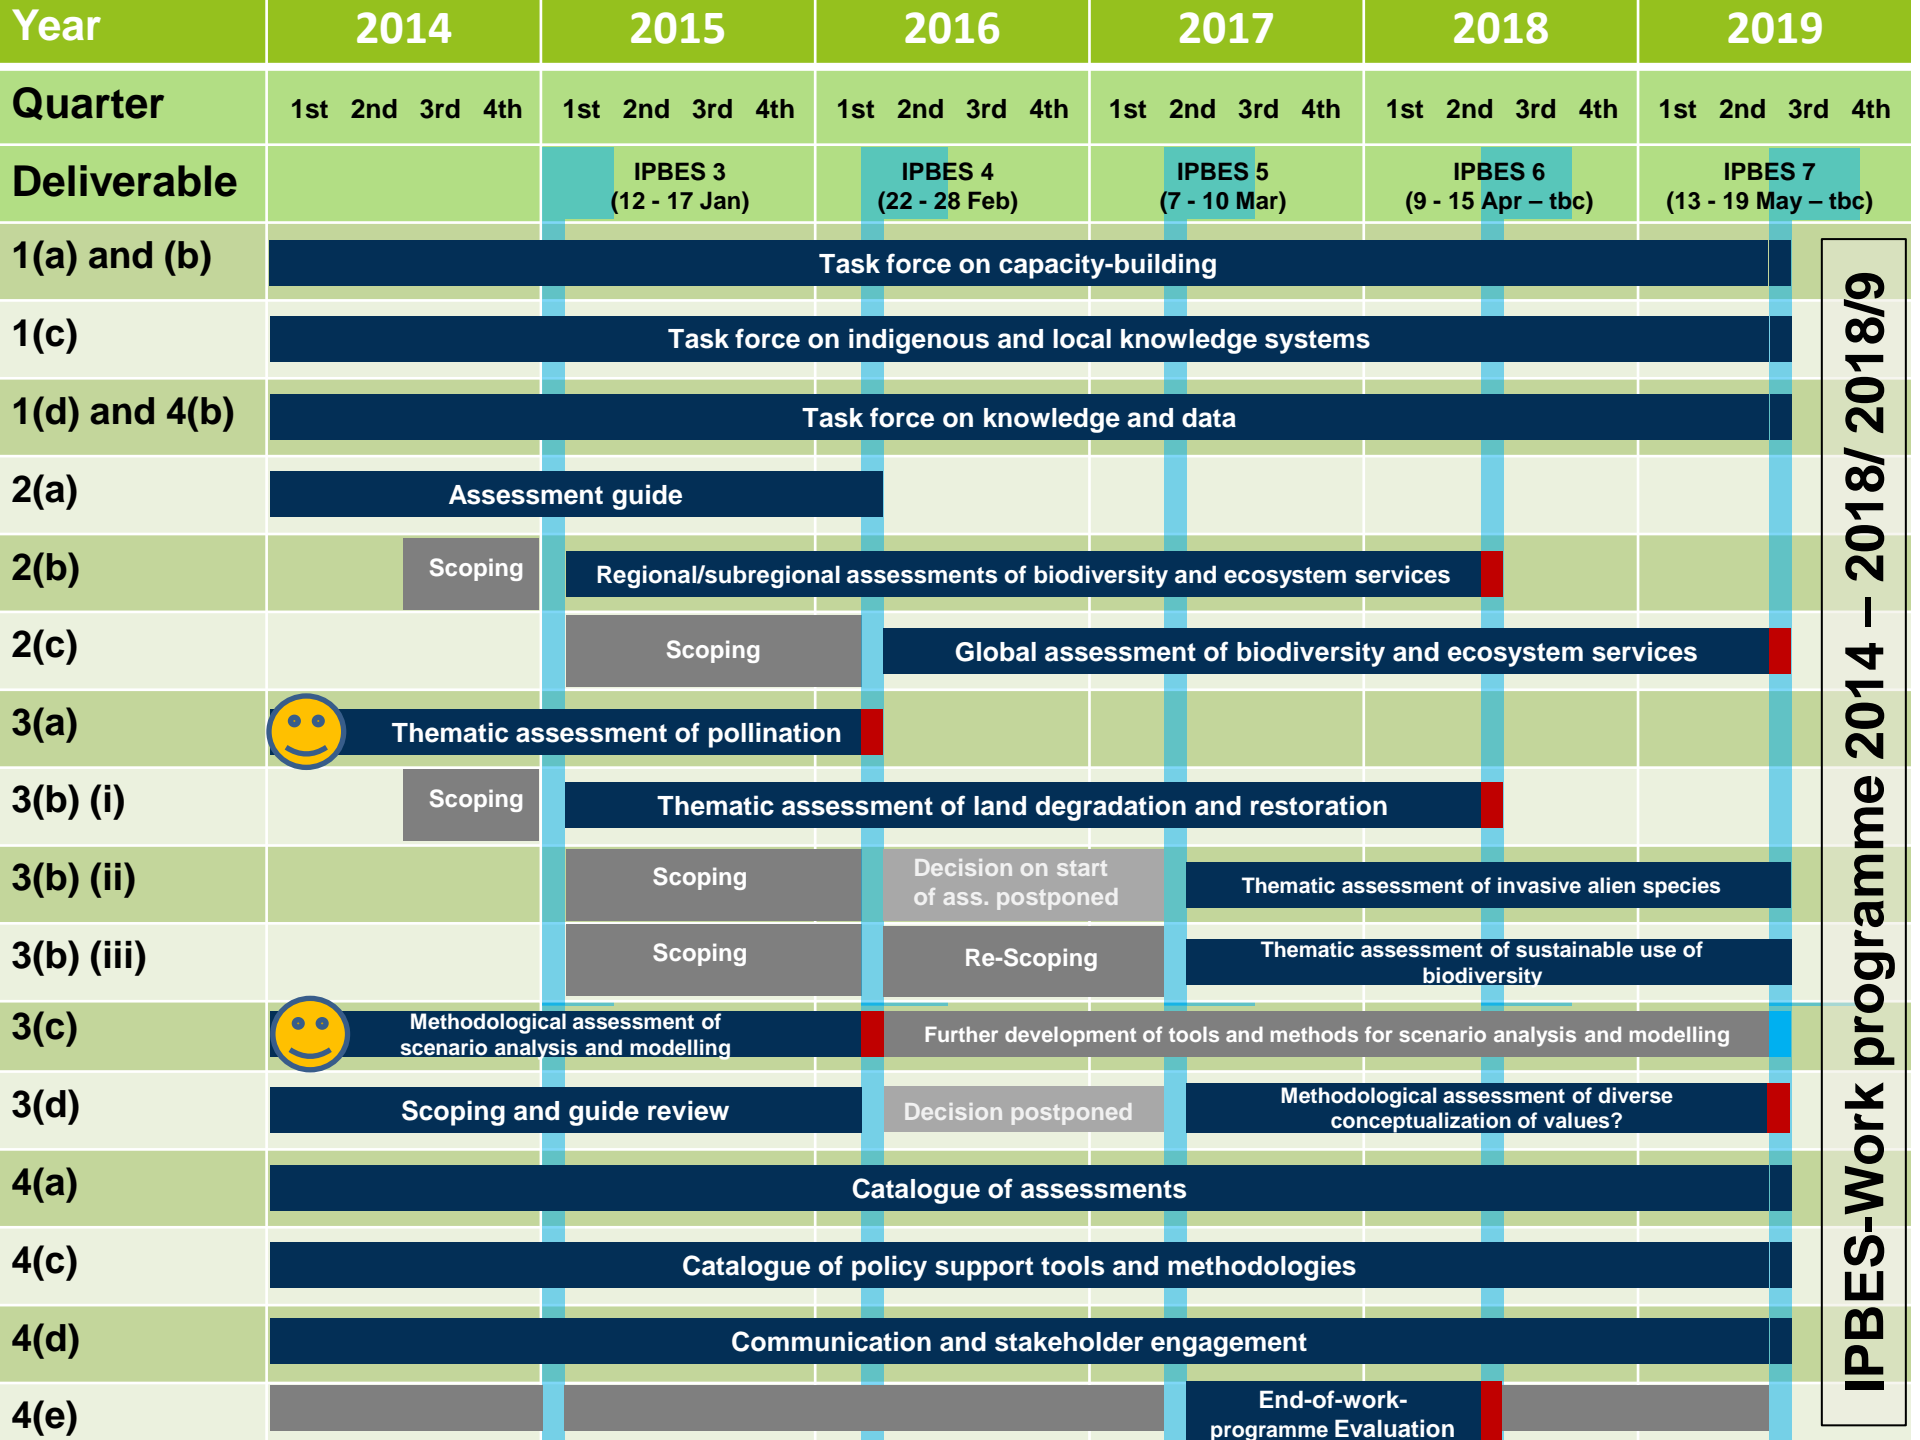 Year 2014 2015 2016 2017 2018 2019
Quarter 1st 2nd 3rd 4th 1st 2nd 3rd 4th 1st 2nd 3rd 4th 1st 2nd 3rd 4th 1st 2nd 3rd 4th 1st 2nd 3rd 4th
Deliverable
IPBES 3
(12 - 17 Jan)
IPBES 4
(22 - 28 Feb)
IPBES 5
(7 - 10 Mar)
IPBES 6
(9 - 15 Apr – tbc)
IPBES 7
(13 - 19 May – tbc)
1(a) and (b)
Task force on capacity-building
1(c)
Task force on indigenous and local knowledge systems
1(d) and 4(b)
Task force on knowledge and data
2(a)
Assessment guide
2(b)
Scoping
Regional/subregional assessments of biodiversity and ecosystem services
2(c)
Scoping
Global assessment of biodiversity and ecosystem services
3(a)
Thematic assessment of pollination
3(b) (i)
Scoping
Thematic assessment of land degradation and restoration
3(b) (ii)
Scoping
Decision on start
of ass. postponed
Thematic assessment of invasive alien species
3(b) (iii)
Scoping
Re-Scoping
Thematic assessment of sustainable use of
biodiversity
3(c)
Methodological assessment of
scenario analysis and modelling
Further development of tools and methods for scenario analysis and modelling
3(d)
Scoping and guide review
Decision postponed
Methodological assessment of diverse
conceptualization of values?
4(a)
Catalogue of assessments
4(c)
Catalogue of policy support tools and methodologies
4(d)
Communication and stakeholder engagement
4(e)
End-of-work-
programme Evaluation
IPBES-Work programme 2014 – 2018/ 2018/9